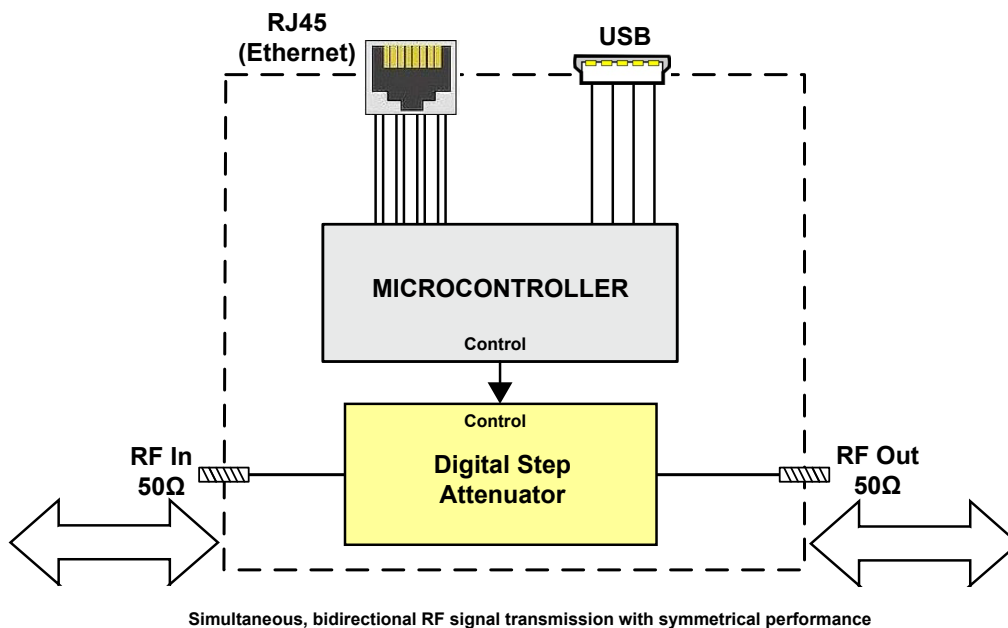 RJ45
(Ethernet)
USB
MICROCONTROLLER
Control
Control
Digital Step
Attenuator
RF In
50Ω
RF Out
50Ω
Simultaneous, bidirectional RF signal transmission with symmetrical performance